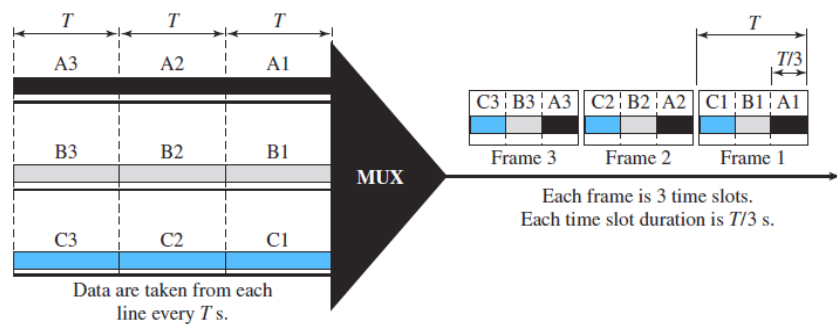 T T T
A3 A2 A1
B3 B2 B1
C3 C2 C1
Data are taken from each
line every T s.
MUX
T
T/3
C3 B3 A3 C2 B2 A2 C1 B1 A1
Frame 3 Frame 2 Frame 1
Each frame is 3 time slots.
Each time slot duration is T/3 s.